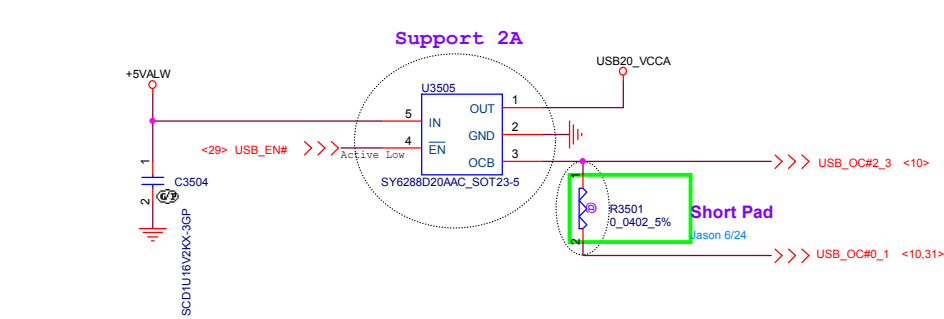 Support 2A
+5VALW
USB20_VCCA
U3505
5 IN OUT 1
GND 2
<29> USB_EN# Active Low 4 EN
OCB 3
SY6288D20AAC_SOT23-5
USB_OC#2_3 <10>
1
C3504
2
SCD1U16V2KX-3GP
1
@ R3501
0_0402_5%
2
Short Pad
Jason 6/24
USB_OC#0_1 <10,31>